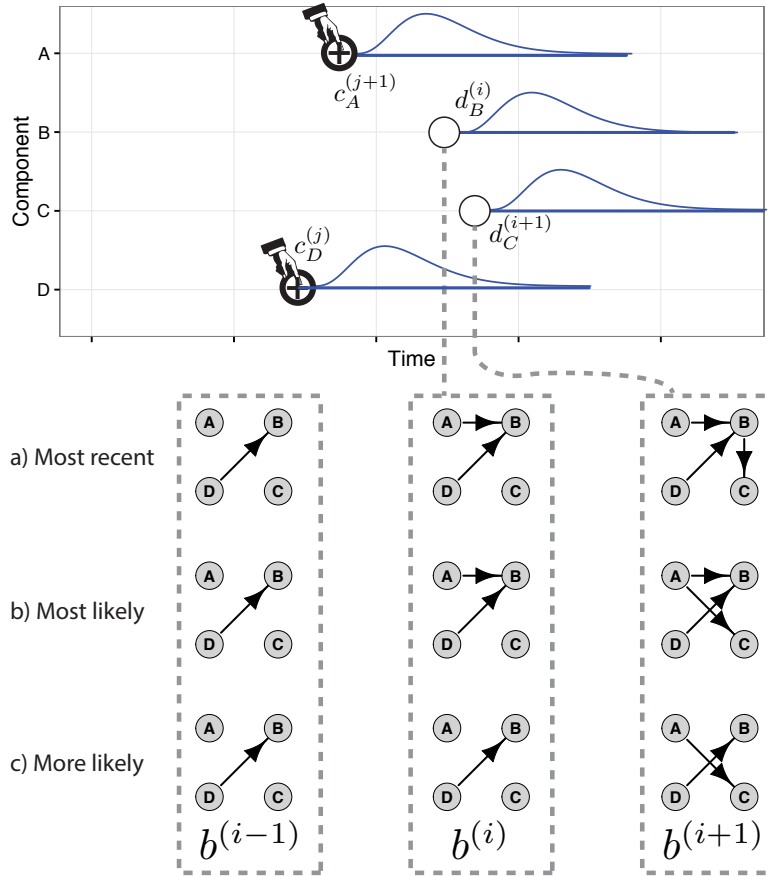 Component
A
c_A^{(j+1)}
d_B^{(i)}
B
C
d_C^{(i+1)}
c_D^{(j)}
D
Time
a) Most recent
A B D C
A B D C
A B D C
b) Most likely
A B D C
A B D C
A B D C
c) More likely
A B D C
A B D C
A B D C
b^{(i−1)} b^{(i)} b^{(i+1)}